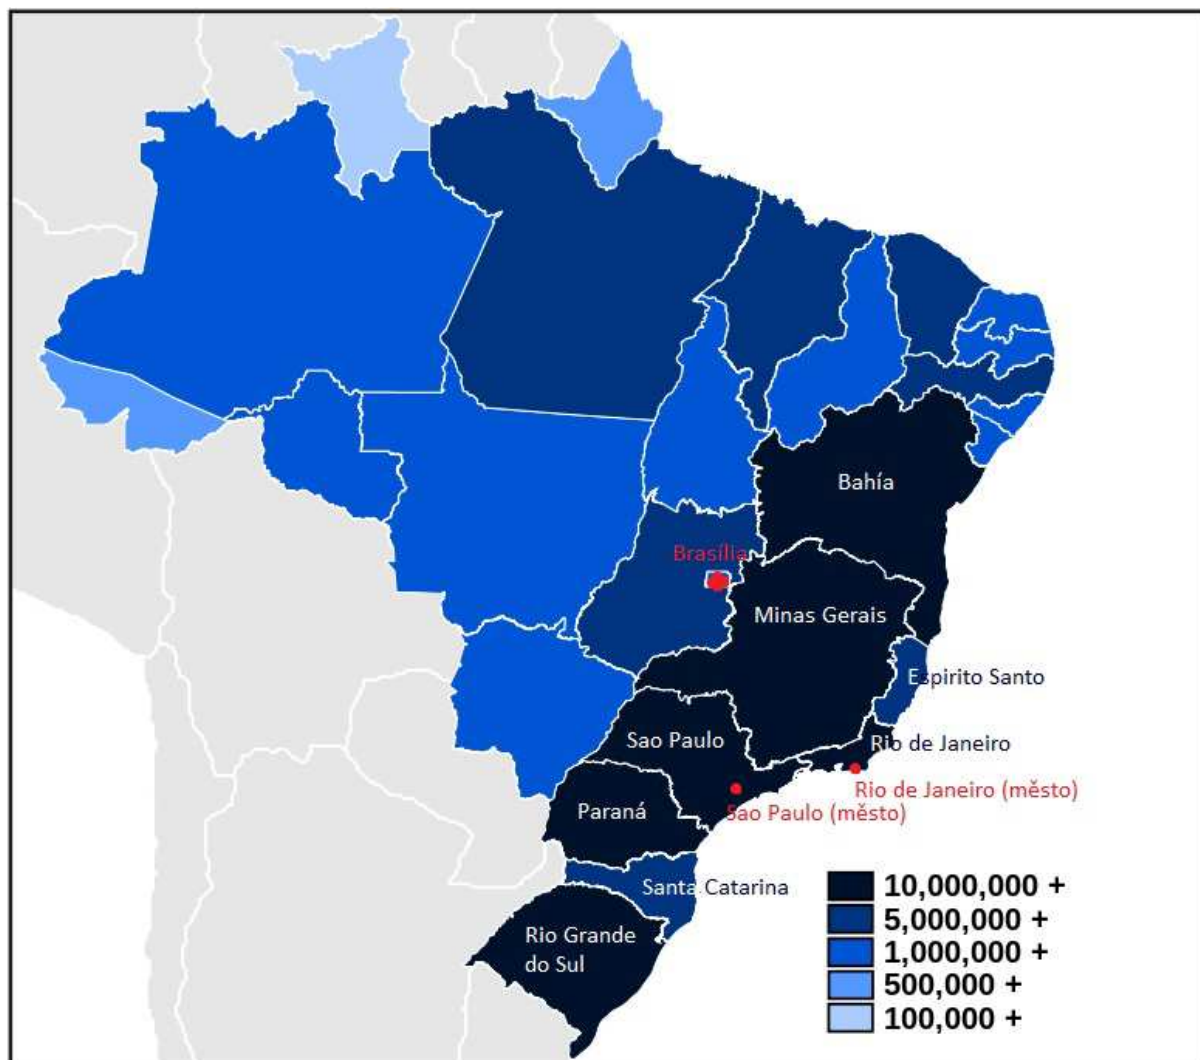 Bahía
Brasília
Minas Gerais
Espirito Santo
Sao Paulo
Rio de Janeiro
Rio de Janeiro (město)
Paraná
Sao Paulo (město)
Santa Catarina
Rio Grande
do Sul
10,000,000 +
5,000,000 +
1,000,000 +
500,000 +
100,000 +